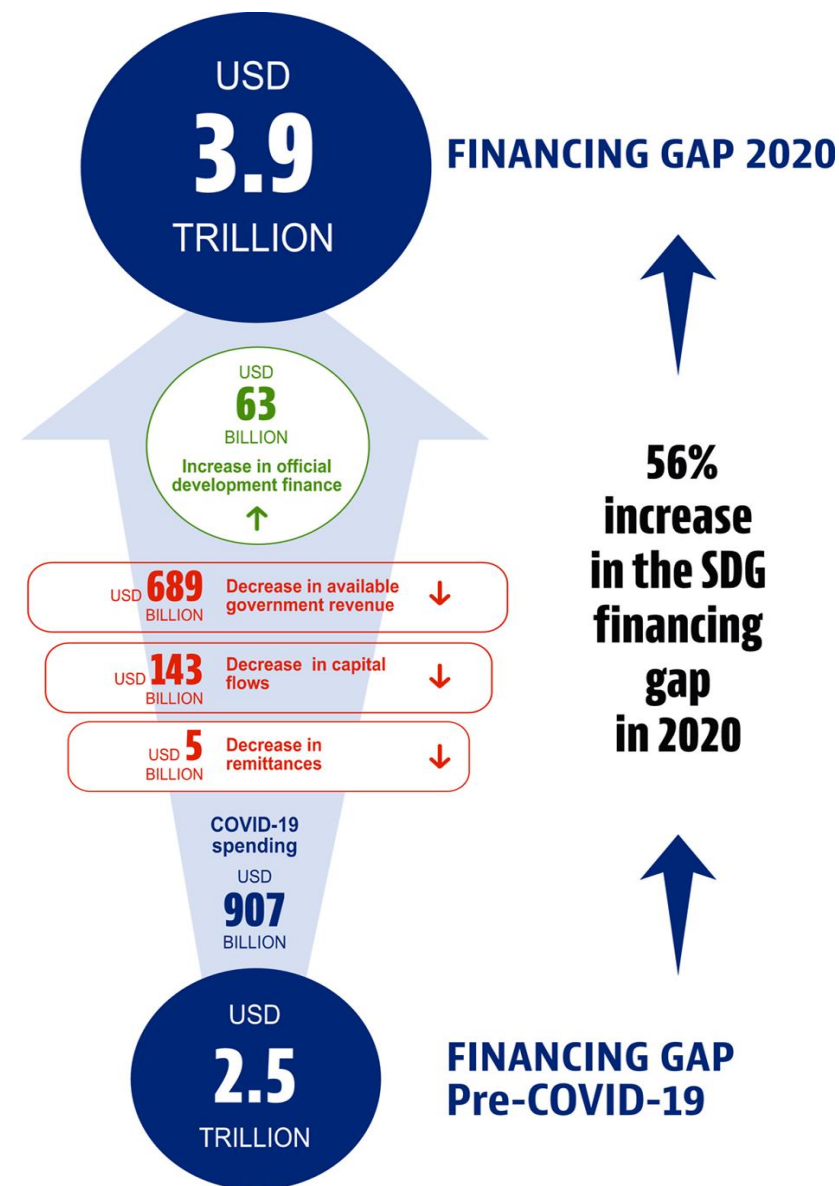 USD
3.9
TRILLION
FINANCING GAP 2020
USD
63
BILLION
Increase in official
development finance
USD 689
BILLION
Decrease in available
government revenue
USD 143
BILLION
Decrease in capital
flows
USD 5
BILLION
Decrease in
remittances
COVID-19
spending
USD
907
BILLION
56%
increase
in the SDG
financing
gap
in 2020
USD
2.5
TRILLION
FINANCING GAP
Pre-COVID-19